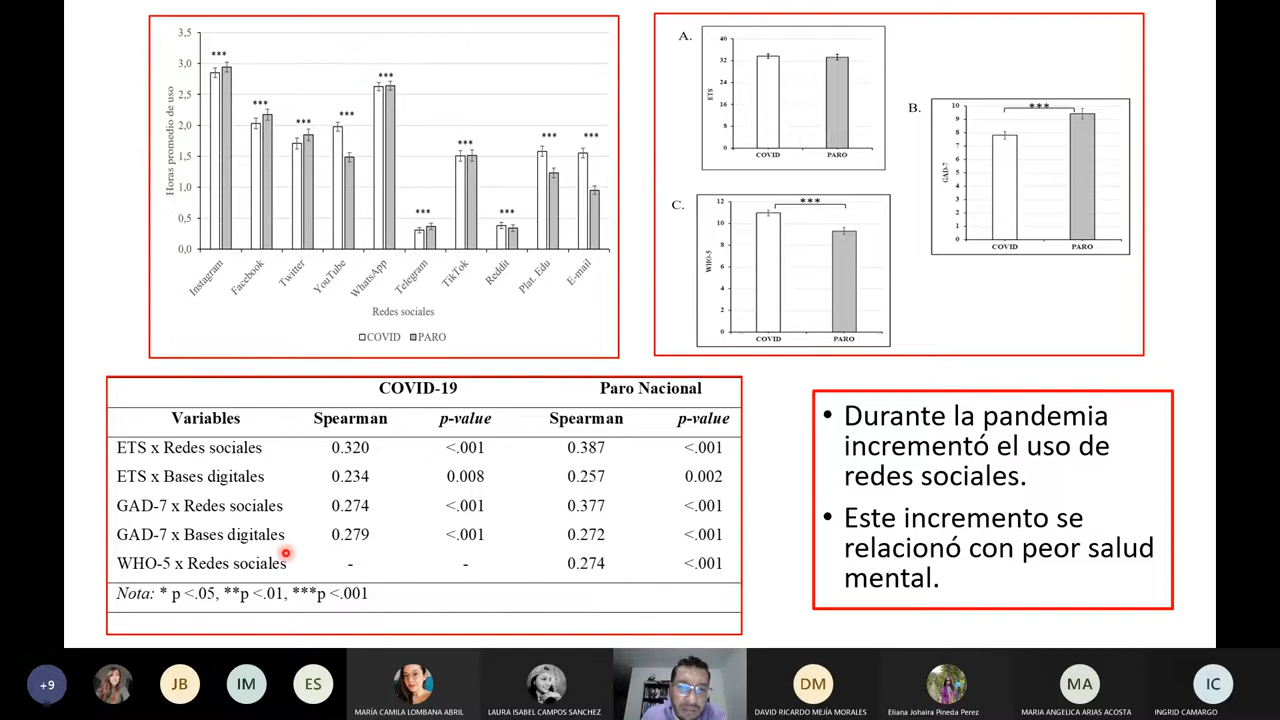 3,5
3,0
2,5
2,0
1,5
1,0
0,5
0,0
Horas promedio de uso
*** *** *** *** *** *** *** *** *** ***
Instagram
Facebook
Twitter
YouTube
WhatsApp
Telegram
TikTok
Reddit
Plat. Edu
E-mail
Redes sociales
COVID PARO
A.
40
32
24
16
8
0
ETS
COVID PARO
B.
10
9
8
7
6
5
4
3
2
1
0
GAD-7
***
COVID PARO
C.
12
10
8
6
4
2
0
WHO-5
***
COVID PARO
COVID-19 Paro Nacional
Variables Spearman p-value Spearman p-value
ETS x Redes sociales 0.320 <.001 0.387 <.001
ETS x Bases digitales 0.234 0.008 0.257 0.002
GAD-7 x Redes sociales 0.274 <.001 0.377 <.001
GAD-7 x Bases digitales 0.279 <.001 0.272 <.001
WHO-5 x Redes sociales - - 0.274 <.001
Nota: * p <.05, **p <.01, ***p <.001
• Durante la pandemia
incrementó el uso de
redes sociales.
• Este incremento se
relacionó con peor salud
mental.
+9 JB IM ES DM MA IC
MARÍA CAMILA LOMBANA ABRIL LAURA ISABEL CAMPOS SANCHEZ DAVID RICARDO MEJÍA MORALES Eliana Johaira Pineda Perez MARIA ANGELICA ARIAS ACOSTA INGRID CAMARGO